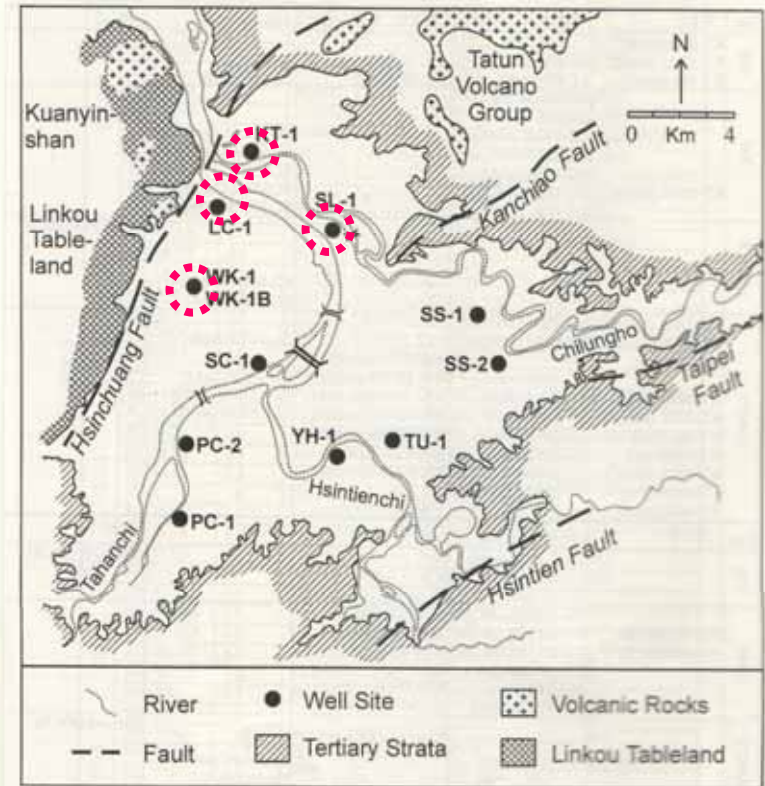 Kuanyin-
shan
Tatun
Volcano
Group
N
0 Km 4
KT-1
SL-1
LC-1
Kanchiao Fault
Linkou
Table-
land
WK-1
WK-1B
Hsinchuang Fault
SS-1
Chilungho
SC-1
SS-2
Taipei
Fault
PC-2
YH-1
TU-1
Hsintienchi
PC-1
Tahanchi
Hsintien Fault
River
Well Site
Volcanic Rocks
Fault
Tertiary Strata
Linkou Tableland